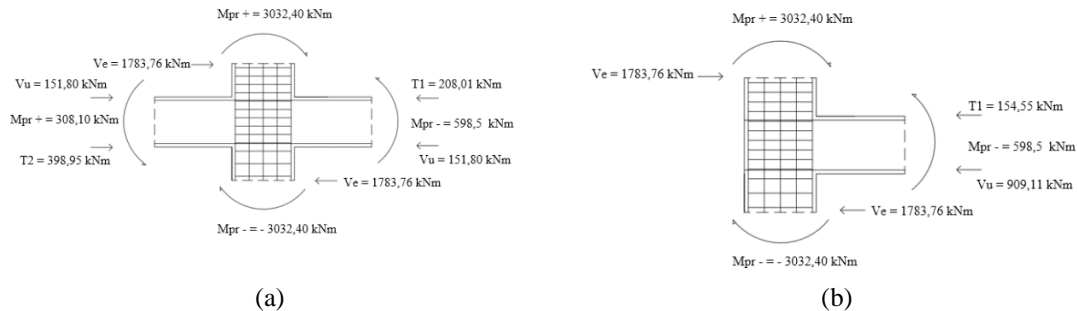 Mpr + = 3032,40 kNm
Ve = 1783,76 kNm
Vu = 151,80 kNm
T1 = 208,01 kNm
Mpr + = 308,10 kNm
Mpr - = 598,5 kNm
T2 = 398,95 kNm
Vu = 151,80 kNm
Ve = 1783,76 kNm
Mpr - = - 3032,40 kNm
(a)
Mpr + = 3032,40 kNm
Ve = 1783,76 kNm
T1 = 154,55 kNm
Mpr - = 598,5 kNm
Vu = 909,11 kNm
Ve = 1783,76 kNm
Mpr - = - 3032,40 kNm
(b)